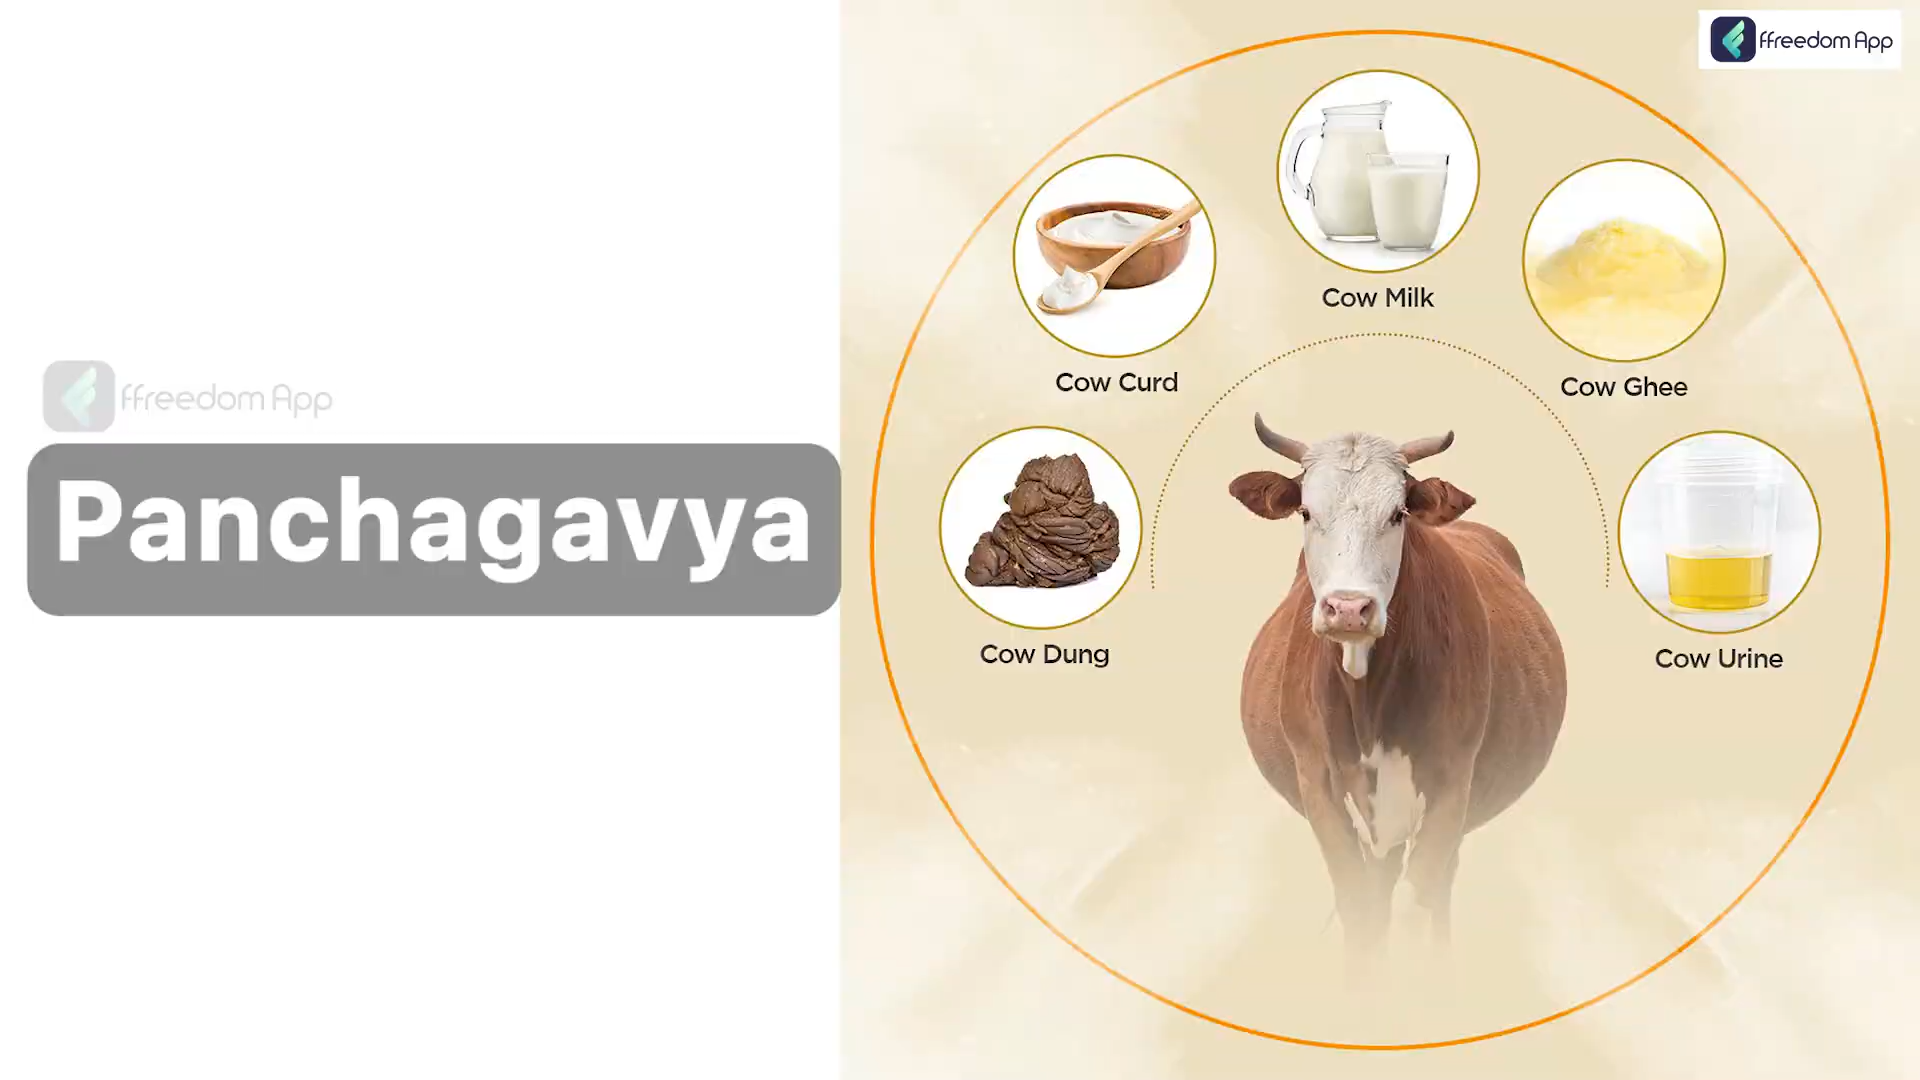 ffreedom App
ffreedom App
Panchagavya
Cow Milk
Cow Curd
Cow Ghee
Cow Dung
Cow Urine